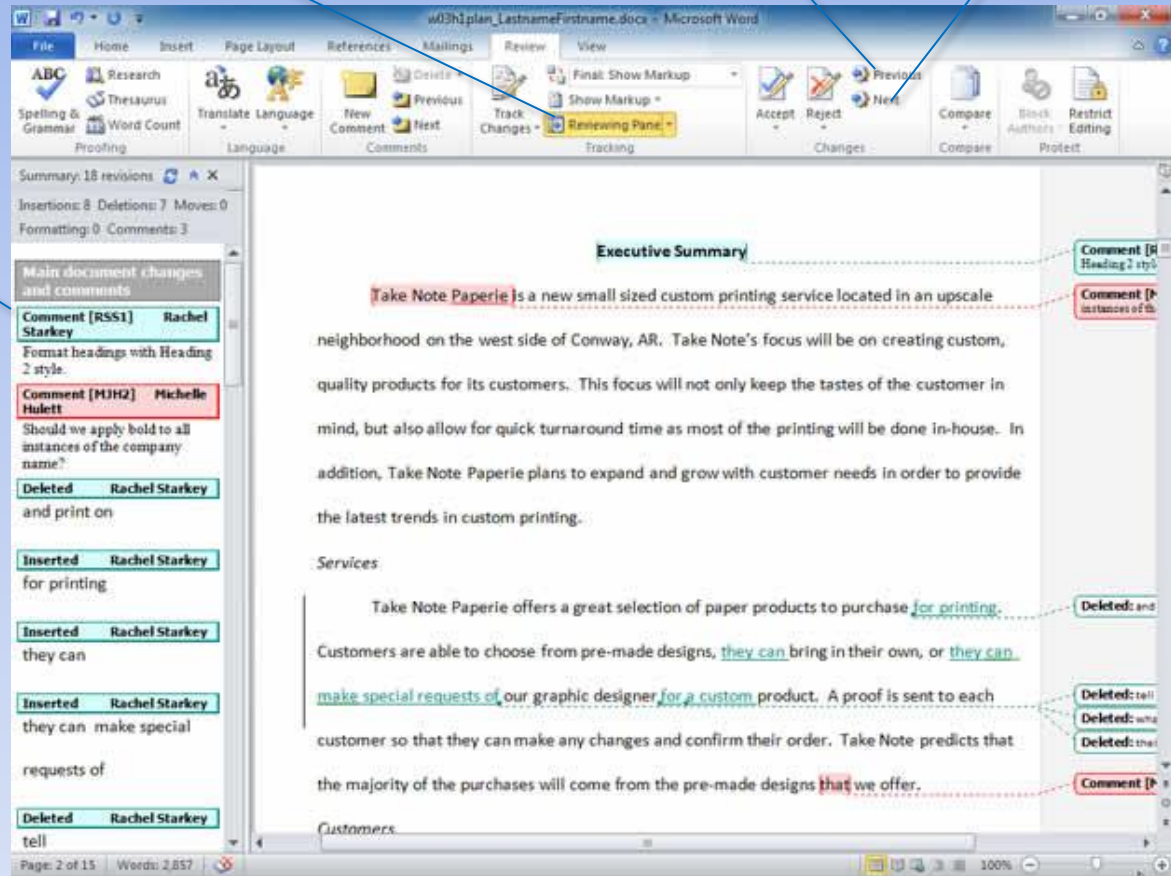 w03h1plan_LastnameFirstname.docx - Microsoft Word
File Home Insert Page Layout References Mailings Review View
ABC Spelling & Grammar
Research
Thesaurus
Word Count
Proofing
Translate Language
Language
New Comment
Delete
Previous
Next
Comments
Track Changes
Final: Show Markup
Show Markup
Reviewing Pane
Tracking
Accept Reject
Previous
Next
Changes
Compare
Compare
Block Authors
Restrict Editing
Protect
Summary: 18 revisions
Insertions: 8 Deletions: 7 Moves: 0
Formatting: 0 Comments: 3
Main document changes
and comments
Comment [RSS1] Rachel
Starkey
Format headings with Heading
2 style.
Comment [MJH2] Michelle
Hulett
Should we apply bold to all
instances of the company
name?
Deleted Rachel Starkey
and print on
Inserted Rachel Starkey
for printing
Inserted Rachel Starkey
they can
Inserted Rachel Starkey
they can make special
requests of
Deleted Rachel Starkey
tell
Executive Summary
Take Note Paperie is a new small sized custom printing service located in an upscale
neighborhood on the west side of Conway, AR. Take Note's focus will be on creating custom,
quality products for its customers. This focus will not only keep the tastes of the customer in
mind, but also allow for quick turnaround time as most of the printing will be done in-house. In
addition, Take Note Paperie plans to expand and grow with customer needs in order to provide
the latest trends in custom printing.
Services
Take Note Paperie offers a great selection of paper products to purchase for printing.
Customers are able to choose from pre-made designs, they can bring in their own, or they can
make special requests of our graphic designer for a custom product. A proof is sent to each
customer so that they can make any changes and confirm their order. Take Note predicts that
the majority of the purchases will come from the pre-made designs that we offer.
Customers
Comment [R
Heading 2 styl
Comment [M
instances of th
Deleted: and
Deleted: tell
Deleted: wha
Deleted: thei
Comment [M
Page: 2 of 15 Words: 2,857
100%